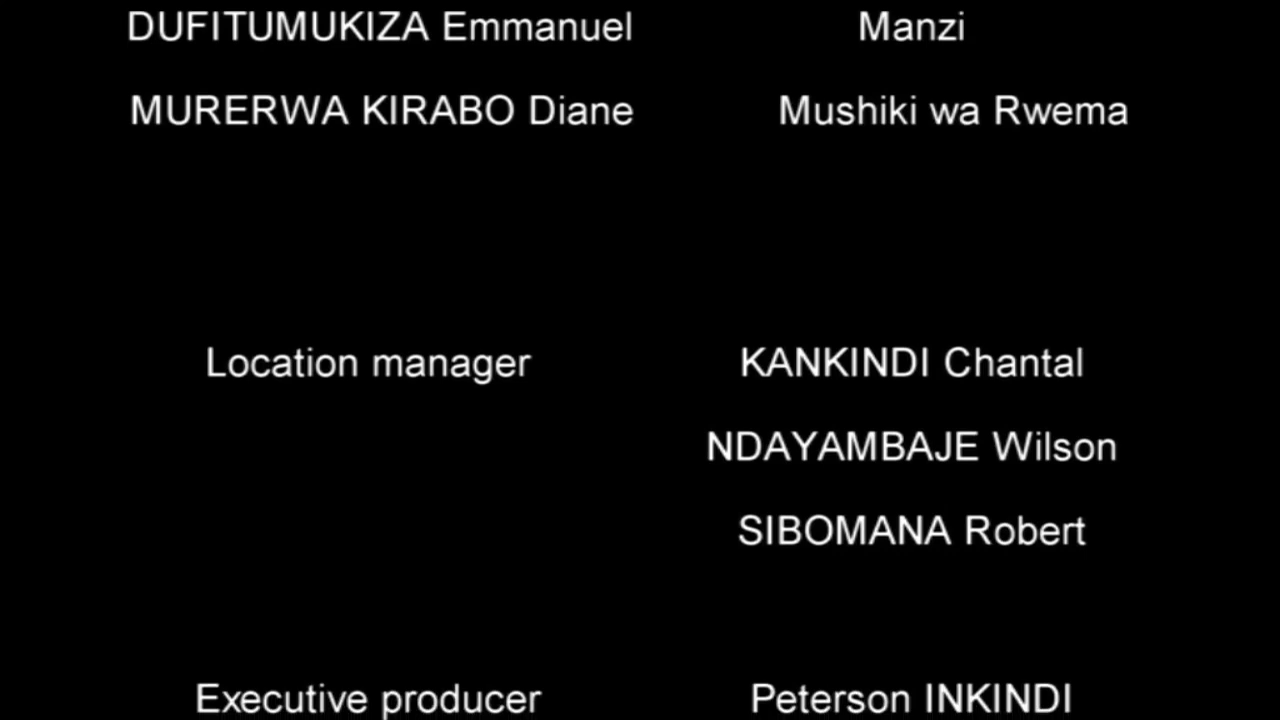 DUFITUMUKIZA Emmanuel Manzi
MURERWA KIRABO Diane Mushiki wa Rwema
Location manager KANKINDI Chantal
NDAYAMBAJE Wilson
SIBOMANA Robert
Executive producer Peterson INKINDI